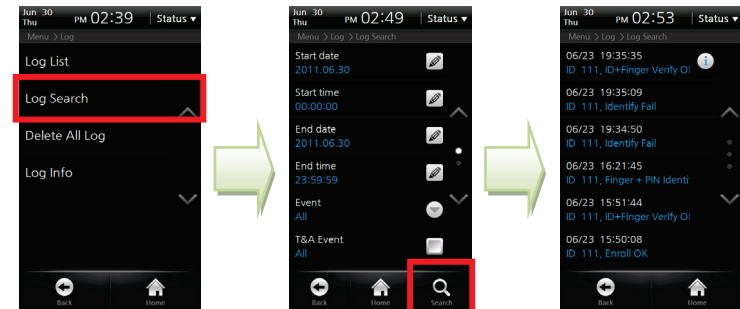 Jun 30
Thu
PM 02:39
Status ▾
Menu > Log
Log List
Log Search
Delete All Log
Log Info
Back
Home
Jun 30
Thu
PM 02:49
Status ▾
Menu > Log > Log Search
Start date
2011.06.30
Start time
00:00:00
End date
2011.06.30
End time
23:59:59
Event
All
T&A Event
All
Back
Home
Search
Jun 30
Thu
PM 02:53
Status ▾
Menu > Log > Log Search
06/23 19:35:35
ID 111, ID+Finger Verify O
06/23 19:35:09
ID 111, Identify Fail
06/23 19:34:50
ID 111, Identify Fail
06/23 16:21:45
ID 111, Finger + PIN Identi
06/23 15:51:44
ID 111, ID+Finger Verify O
06/23 15:50:08
ID 111, Enroll OK
Back
Home